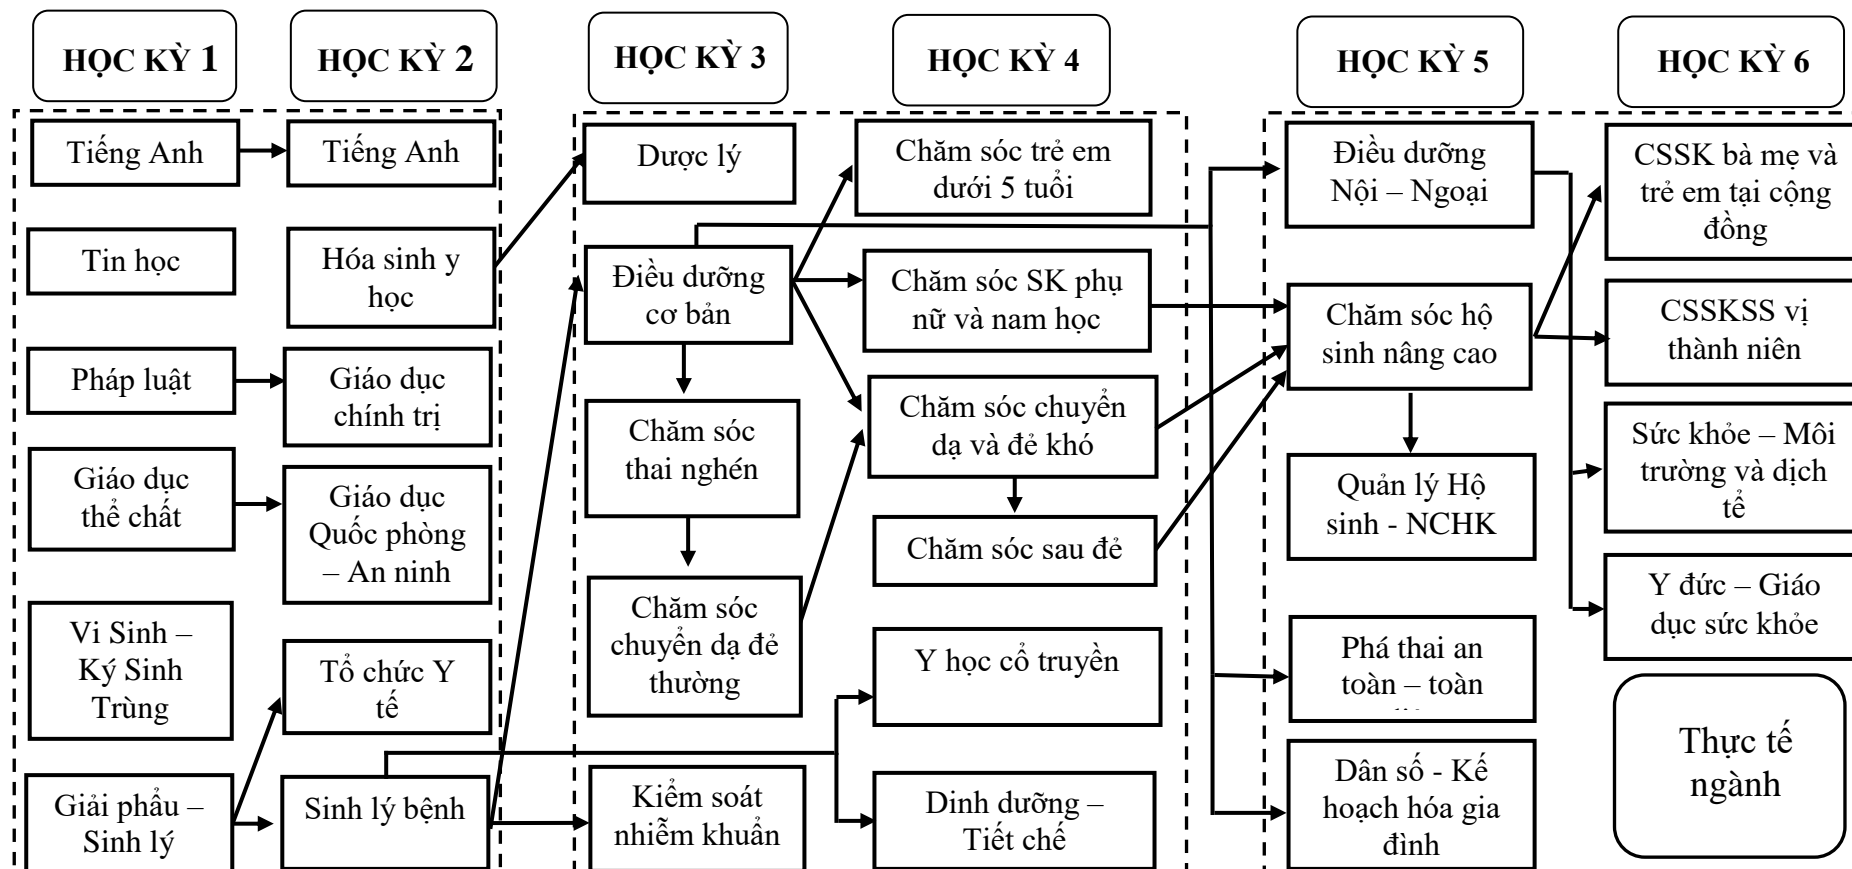 HỌC KỲ 1
HỌC KỲ 2
HỌC KỲ 3
HỌC KỲ 4
HỌC KỲ 5
HỌC KỲ 6
Tiếng Anh
Tin học
Pháp luật
Giáo dục
thể chất
Vi Sinh –
Ký Sinh
Trùng
Giải phẩu –
Sinh lý
Tiếng Anh
Hóa sinh y
học
Giáo dục
chính trị
Giáo dục
Quốc phòng
– An ninh
Tổ chức Y
tế
Sinh lý bệnh
Dược lý
Điều dưỡng
cơ bản
Chăm sóc
thai nghén
Chăm sóc
chuyển dạ đẻ
thường
Kiểm soát
nhiễm khuẩn
Chăm sóc trẻ em
dưới 5 tuổi
Chăm sóc SK phụ
nữ và nam học
Chăm sóc chuyển
dạ và đẻ khó
Chăm sóc sau đẻ
Y học cổ truyền
Dinh dưỡng –
Tiết chế
Điều dưỡng
Nội – Ngoại
Chăm sóc hộ
sinh nâng cao
Quản lý Hộ
sinh - NCHK
Phá thai an
toàn – toàn
Dân số - Kế
hoạch hóa gia
đình
CSSK bà mẹ và
trẻ em tại cộng
đồng
CSSKSS vị
thành niên
Sức khỏe – Môi
trường và dịch
tể
Y đức – Giáo
dục sức khỏe
Thực tế
ngành